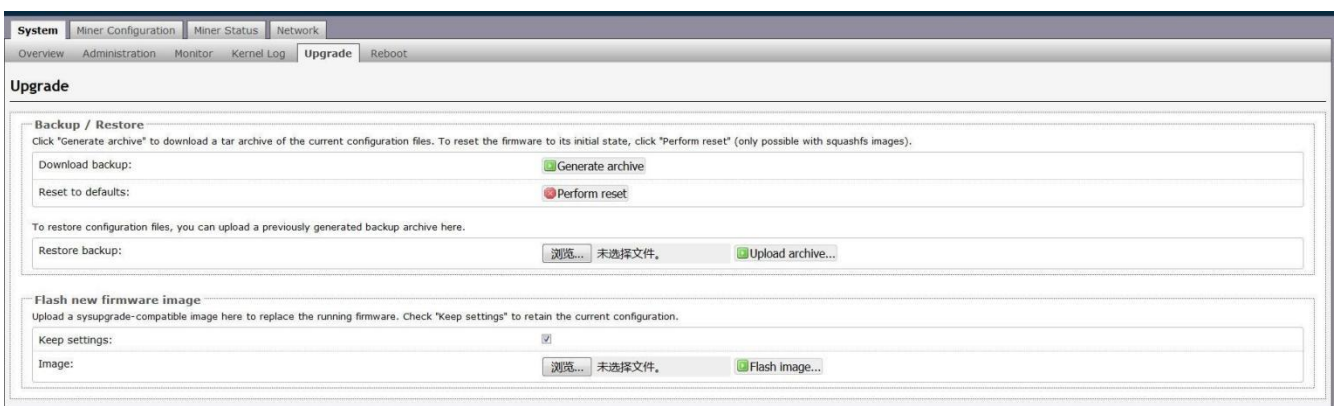 System Miner Configuration Miner Status Network
Overview Administration Monitor Kernel Log Upgrade Reboot
Upgrade
Backup / Restore
Click "Generate archive" to download a tar archive of the current configuration files. To reset the firmware to its initial state, click "Perform reset" (only possible with squashfs images).
Download backup: Generate archive
Reset to defaults: Perform reset
To restore configuration files, you can upload a previously generated backup archive here.
Restore backup: 浏览... 未选择文件。 Upload archive...
Flash new firmware image
Upload a sysupgrade-compatible image here to replace the running firmware. Check "Keep settings" to retain the current configuration.
Keep settings:
Image: 浏览... 未选择文件。 Flash image...